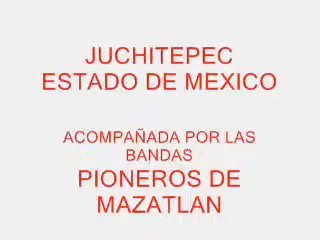 JUCHITEPEC
ESTADO DE MEXICO
ACOMPAÑADA POR LAS
BANDAS
PIONEROS DE
MAZATLAN